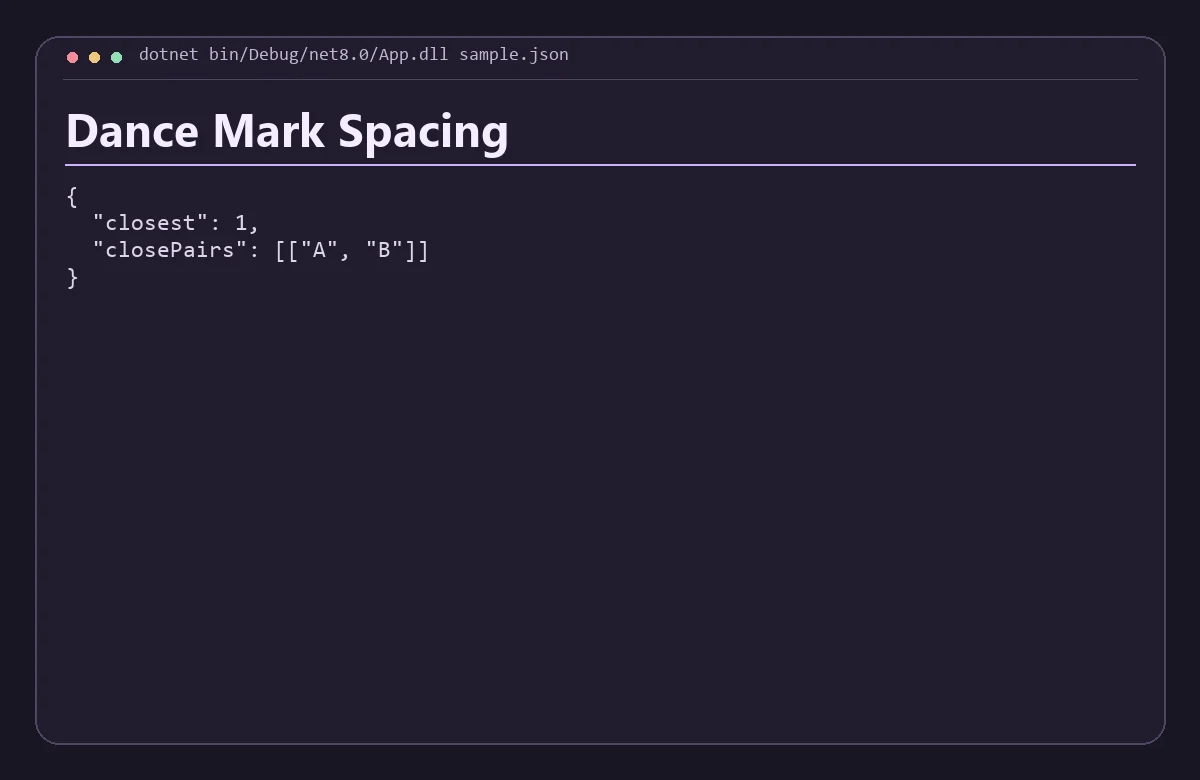 dotnet bin/Debug/net8.0/App.dll sample.json
Dance Mark Spacing
{
  "closest": 1,
  "closePairs": [["A", "B"]]
}